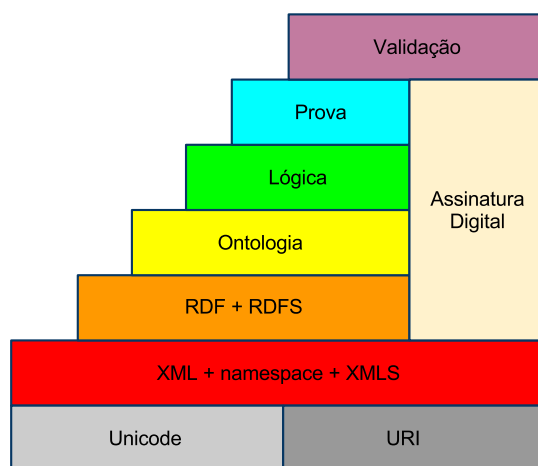 Validação
Prova
Lógica
Assinatura
Digital
Ontologia
RDF + RDFS
XML + namespace + XMLS
Unicode
URI